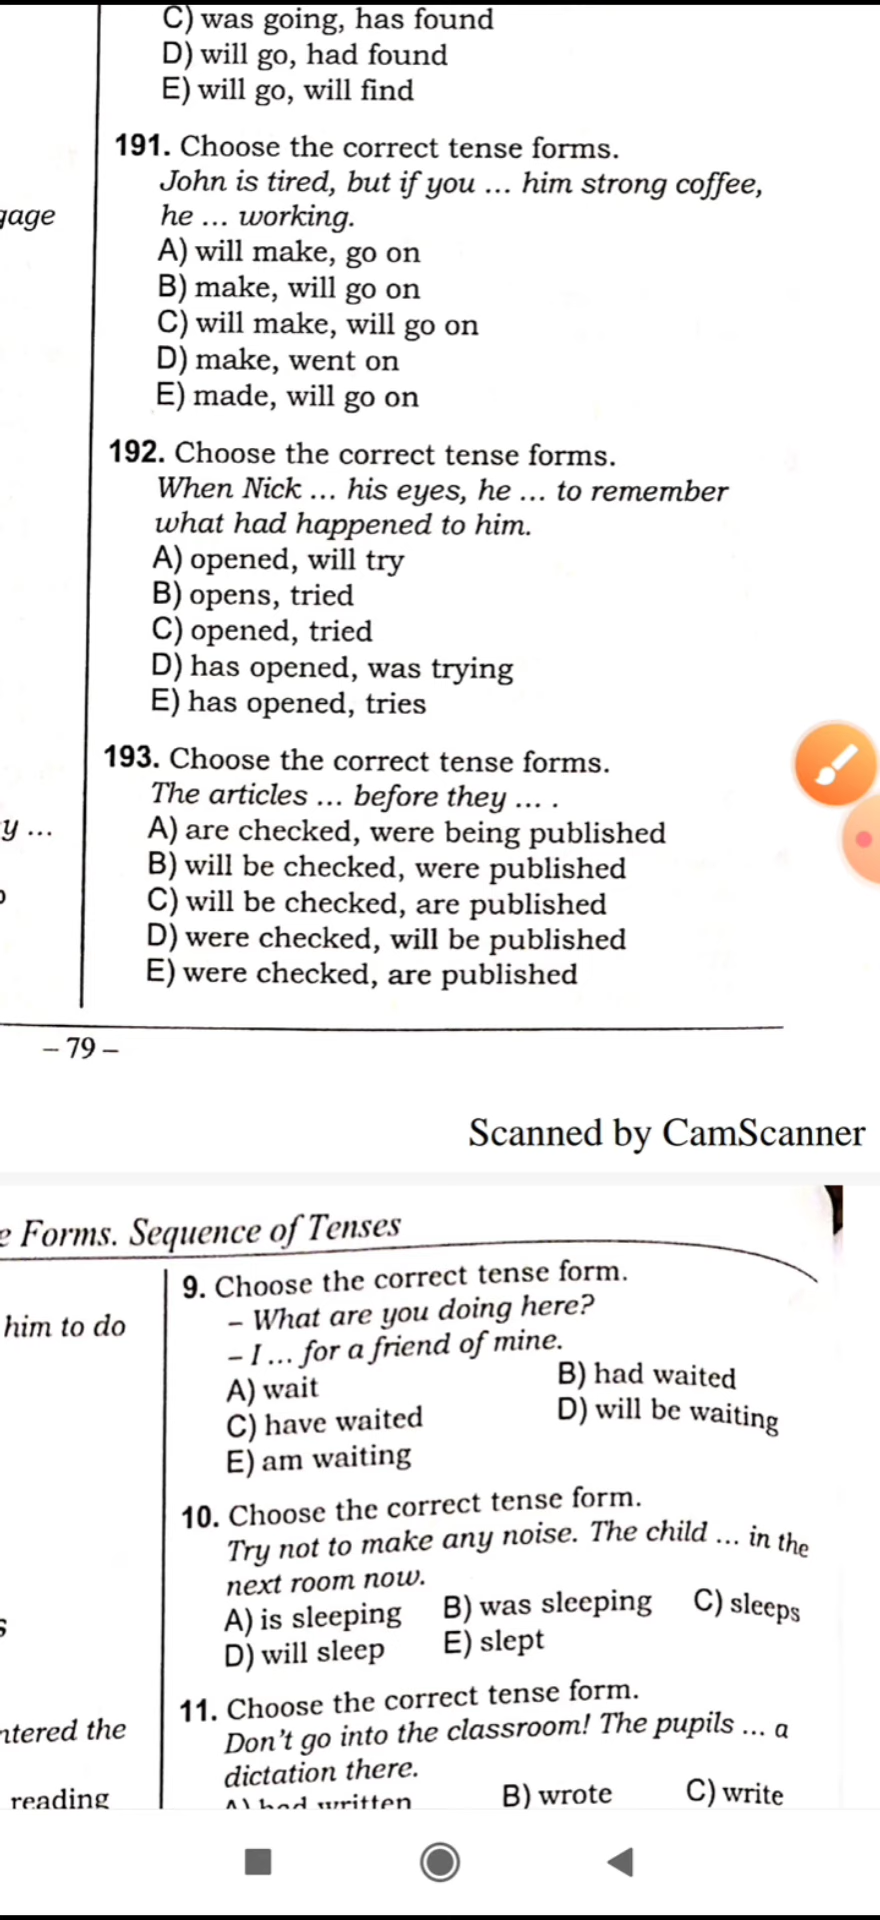 C) was going, has found
D) will go, had found
E) will go, will find
191. Choose the correct tense forms.
John is tired, but if you ... him strong coffee,
gage
he ... working.
A) will make, go on
B) make, will go on
C) will make, will go on
D) make, went on
E) made, will go on
192. Choose the correct tense forms.
When Nick ... his eyes, he ... to remember
what had happened to him.
A) opened, will try
B) opens, tried
C) opened, tried
D) has opened, was trying
E) has opened, tries
193. Choose the correct tense forms.
The articles ... before they ... .
y ...
A) are checked, were being published
B) will be checked, were published
C) will be checked, are published
D) were checked, will be published
E) were checked, are published
– 79 –
Scanned by CamScanner
e Forms. Sequence of Tenses
him to do
9. Choose the correct tense form.
– What are you doing here?
– I ... for a friend of mine.
A) wait B) had waited
C) have waited D) will be waiting
E) am waiting
10. Choose the correct tense form.
Try not to make any noise. The child ... in the
next room now.
s
A) is sleeping B) was sleeping C) sleeps
D) will sleep E) slept
11. Choose the correct tense form.
ntered the
Don't go into the classroom! The pupils ... a
dictation there.
reading
A) had written B) wrote C) write